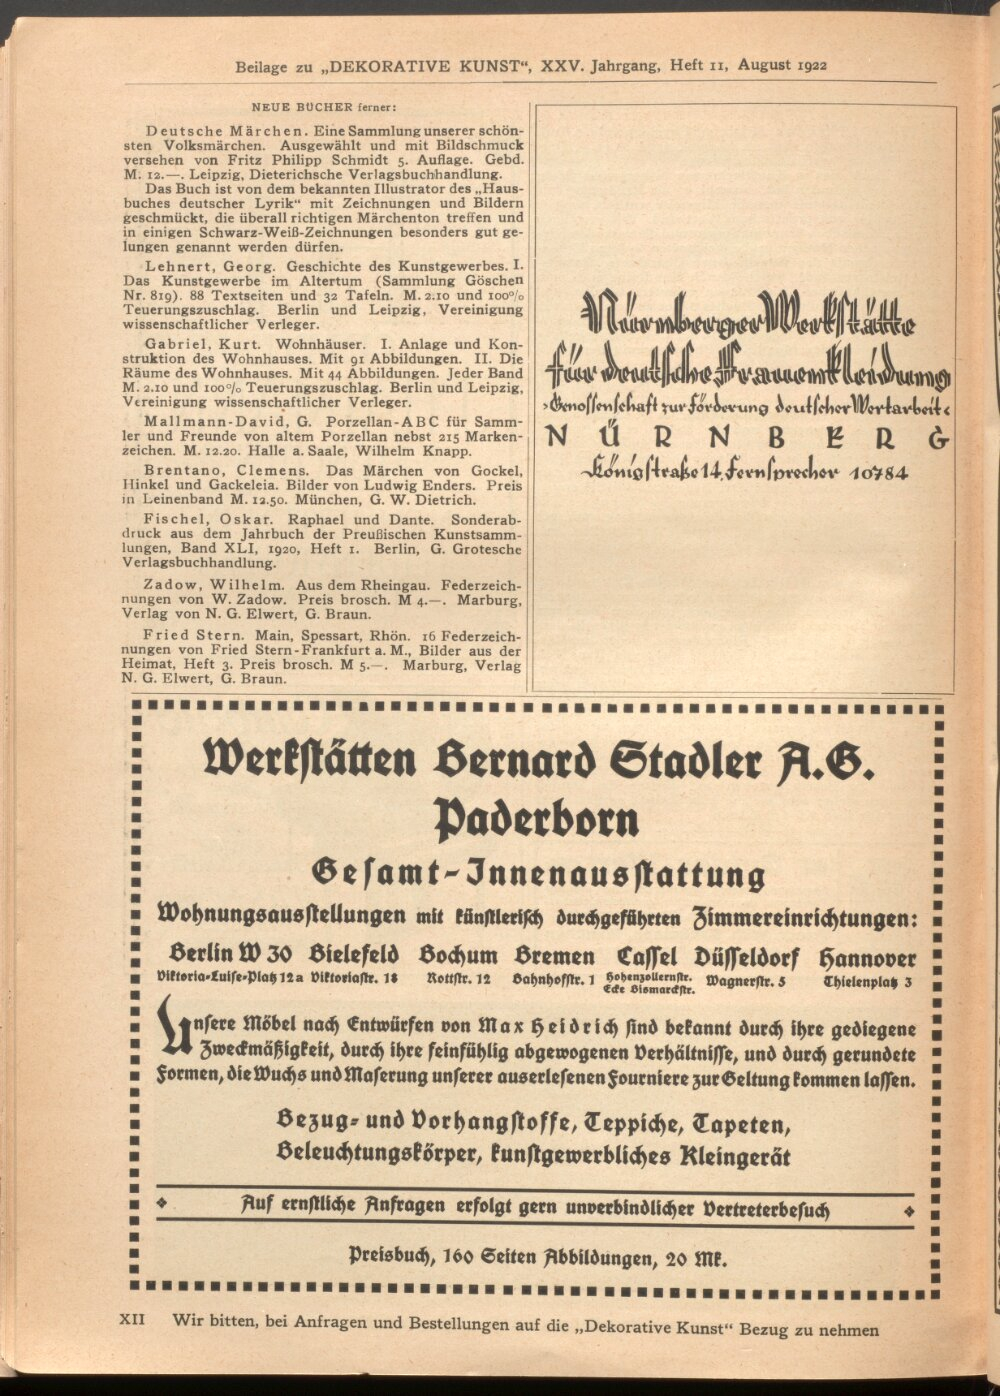 Beilage zu „DEKORATIVE KUNST“, XXV. Jahrgang, Heft 11, August 1922
NEUE BÜCHER ferner:
Deutsche Märchen. Eine Sammlung unserer schön-
sten Volksmärchen. Ausgewählt und mit Bildschmuck
versehen von Fritz Philipp Schmidt 5. Auflage. Gebd.
M. 12.—. Leipzig, Dieterichsche Verlagsbuchhandlung.
Das Buch ist von dem bekannten Illustrator des „Haus-
buches deutscher Lyrik“ mit Zeichnungen und Bildern
geschmückt, die überall richtigen Märchenton treffen und
in einigen Schwarz-Weiß-Zeichnungen besonders gut ge-
lungen genannt werden dürfen.
Lehnert, Georg. Geschichte des Kunstgewerbes. I.
Das Kunstgewerbe im Altertum (Sammlung Göschen
Nr. 819). 88 Textseiten und 32 Tafeln. M. 2.10 und 100%
Teuerungszuschlag. Berlin und Leipzig, Vereinigung
wissenschaftlicher Verleger.
Gabriel, Kurt. Wohnhäuser. I. Anlage und Kon-
struktion des Wohnhauses. Mit 91 Abbildungen. II. Die
Räume des Wohnhauses. Mit 44 Abbildungen. Jeder Band
M. 2.10 und 100% Teuerungszuschlag. Berlin und Leipzig,
Vereinigung wissenschaftlicher Verleger.
Mallmann-David, G. Porzellan-ABC für Samm-
ler und Freunde von altem Porzellan nebst 215 Marken-
zeichen. M. 12.20. Halle a. Saale, Wilhelm Knapp.
Brentano, Clemens. Das Märchen von Gockel,
Hinkel und Gackeleia. Bilder von Ludwig Enders. Preis
in Leinenband M. 12.50. München, G. W. Dietrich.
Fischel, Oskar. Raphael und Dante. Sonderab-
druck aus dem Jahrbuch der Preußischen Kunstsamm-
lungen, Band XLI, 1920, Heft 1. Berlin, G. Grotesche
Verlagsbuchhandlung.
Zadow, Wilhelm. Aus dem Rheingau. Federzeich-
nungen von W. Zadow. Preis brosch. M 4.—. Marburg,
Verlag von N. G. Elwert, G. Braun.
Fried Stern. Main, Spessart, Rhön. 16 Federzeich-
nungen von Fried Stern-Frankfurt a. M., Bilder aus der
Heimat, Heft 3. Preis brosch. M 5.—. Marburg, Verlag
N. G. Elwert, G. Braun.
Nürnberger Werkstätte
für deutsche Frauenkleidung
›Genossenschaft zur Förderung deutscher Wertarbeit‹
NÜRNBERG
Königstraße 14, Fernsprecher 10784
Werkstätten Bernard Stadler A.G.
Paderborn
Gesamt-Innenausstattung
Wohnungsausstellungen mit künstlerisch durchgeführten Zimmereinrichtungen:
Berlin W 30 Bielefeld Bochum Bremen Cassel Düsseldorf Hannover
Viktoria-Luise-Platz 12a Viktoriastr. 18 Rottstr. 12 Bahnhofstr. 1 Hohenzollernstr. Ecke Bismarckstr. Wagnerstr. 5 Thielenplatz 3
Unsere Möbel nach Entwürfen von Max Heidrich sind bekannt durch ihre gediegene
Zweckmäßigkeit, durch ihre feinfühlig abgewogenen Verhältnisse, und durch gerundete
Formen, die Wuchs und Maserung unserer auserlesenen Fourniere zur Geltung kommen lassen.
Bezug- und Vorhangstoffe, Teppiche, Tapeten,
Beleuchtungskörper, kunstgewerbliches Kleingerät
Auf ernstliche Anfragen erfolgt gern unverbindlicher Vertreterbesuch
Preisbuch, 160 Seiten Abbildungen, 20 Mk.
XII Wir bitten, bei Anfragen und Bestellungen auf die „Dekorative Kunst“ Bezug zu nehmen